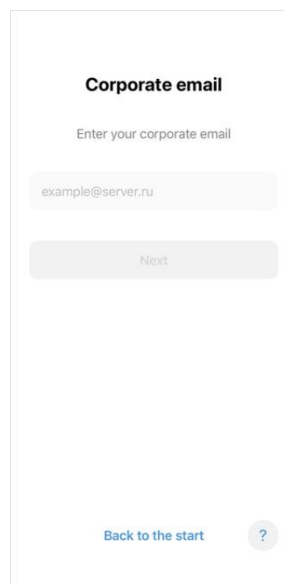 Corporate email
Enter your corporate email
example@server.ru
Next
Back to the start
?